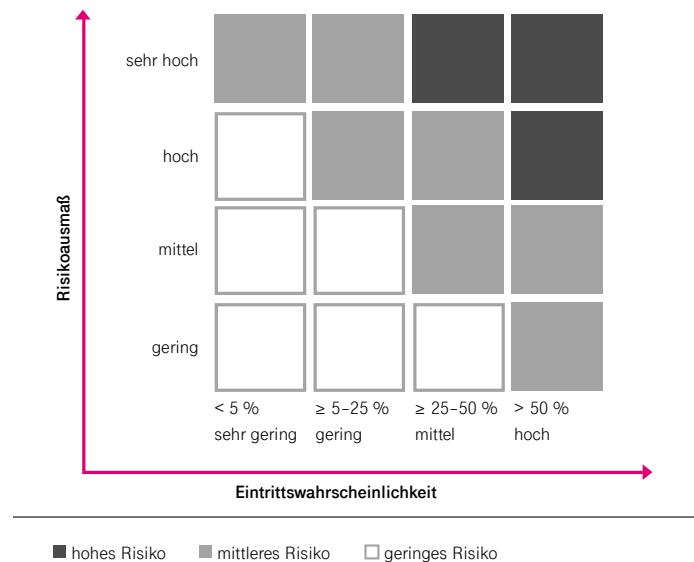 sehr hoch
hoch
mittel
gering
Risikoausmaß
< 5 % ≥ 5–25 % ≥ 25–50 % > 50 %
sehr gering gering mittel hoch
Eintrittswahrscheinlichkeit
hohes Risiko mittleres Risiko geringes Risiko